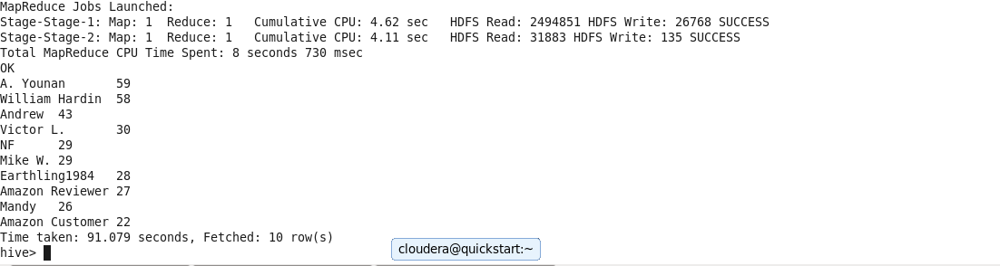 MapReduce Jobs Launched:
Stage-Stage-1: Map: 1  Reduce: 1   Cumulative CPU: 4.62 sec   HDFS Read: 2494851 HDFS Write: 26768 SUCCESS
Stage-Stage-2: Map: 1  Reduce: 1   Cumulative CPU: 4.11 sec   HDFS Read: 31883 HDFS Write: 135 SUCCESS
Total MapReduce CPU Time Spent: 8 seconds 730 msec
OK
A. Younan       59
William Hardin  58
Andrew  43
Victor L.       30
NF      29
Mike W. 29
Earthling1984   28
Amazon Reviewer 27
Mandy   26
Amazon Customer 22
Time taken: 91.079 seconds, Fetched: 10 row(s)
hive>
cloudera@quickstart:~